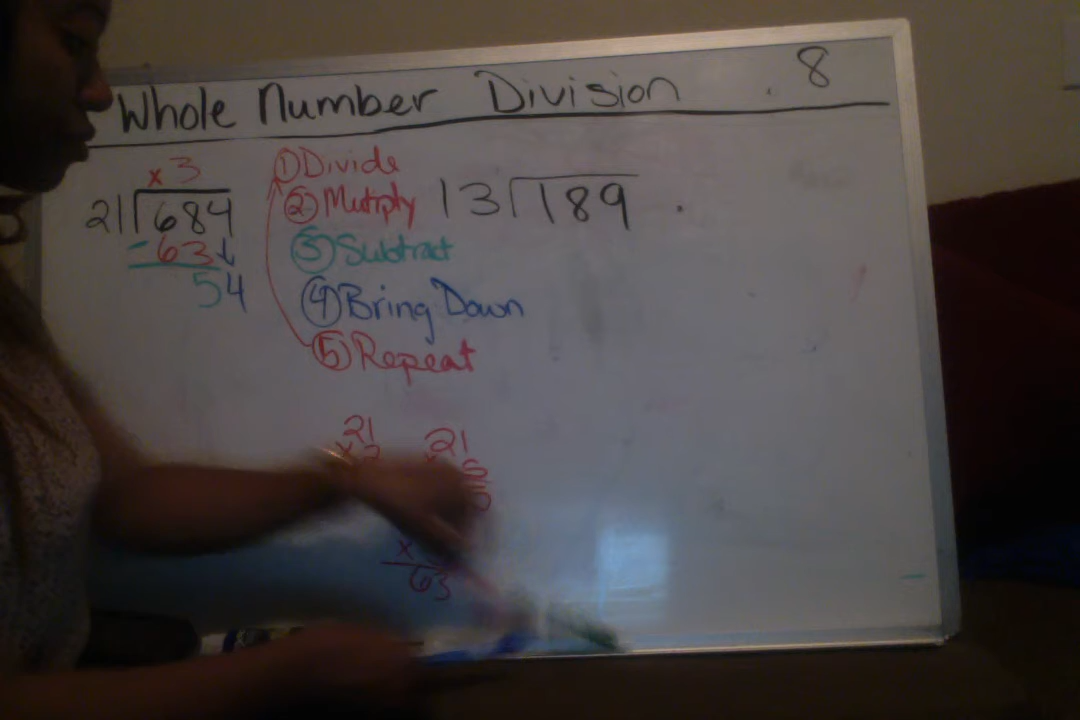 Whole Number Division . 8
x 3
21 684
- 63 ↓
54
① Divide
② Mutiply
③ Subtract
④ Bring Down
⑤ Repeat
13 189 .
21
x
21
x
63